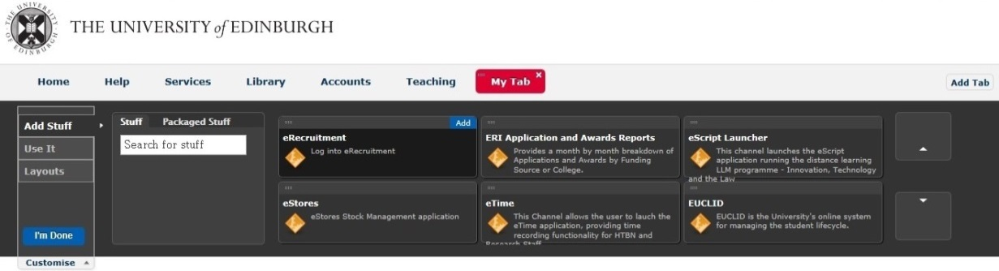 THE UNIVERSITY of EDINBURGH
THE UNIVERSITY of EDINBURGH
Home Help Services Library Accounts Teaching My Tab × Add Tab
Add Stuff
Use It
Layouts
I'm Done
Customise
Stuff Packaged Stuff
Search for stuff
Add
eRecruitment
Log into eRecruitment
ERI Application and Awards Reports
Provides a month by month breakdown of
Applications and Awards by Funding
Source or College.
eScript Launcher
This channel launches the eScript
application running the distance learning
LLM programme - Innovation, Technology
and the Law
eStores
eStores Stock Management application
eTime
This Channel allows the user to lauch the
eTime application, providing time
recording functionality for HTBN and
Research Staff
EUCLID
EUCLID is the University's online system
for managing the student lifecycle.